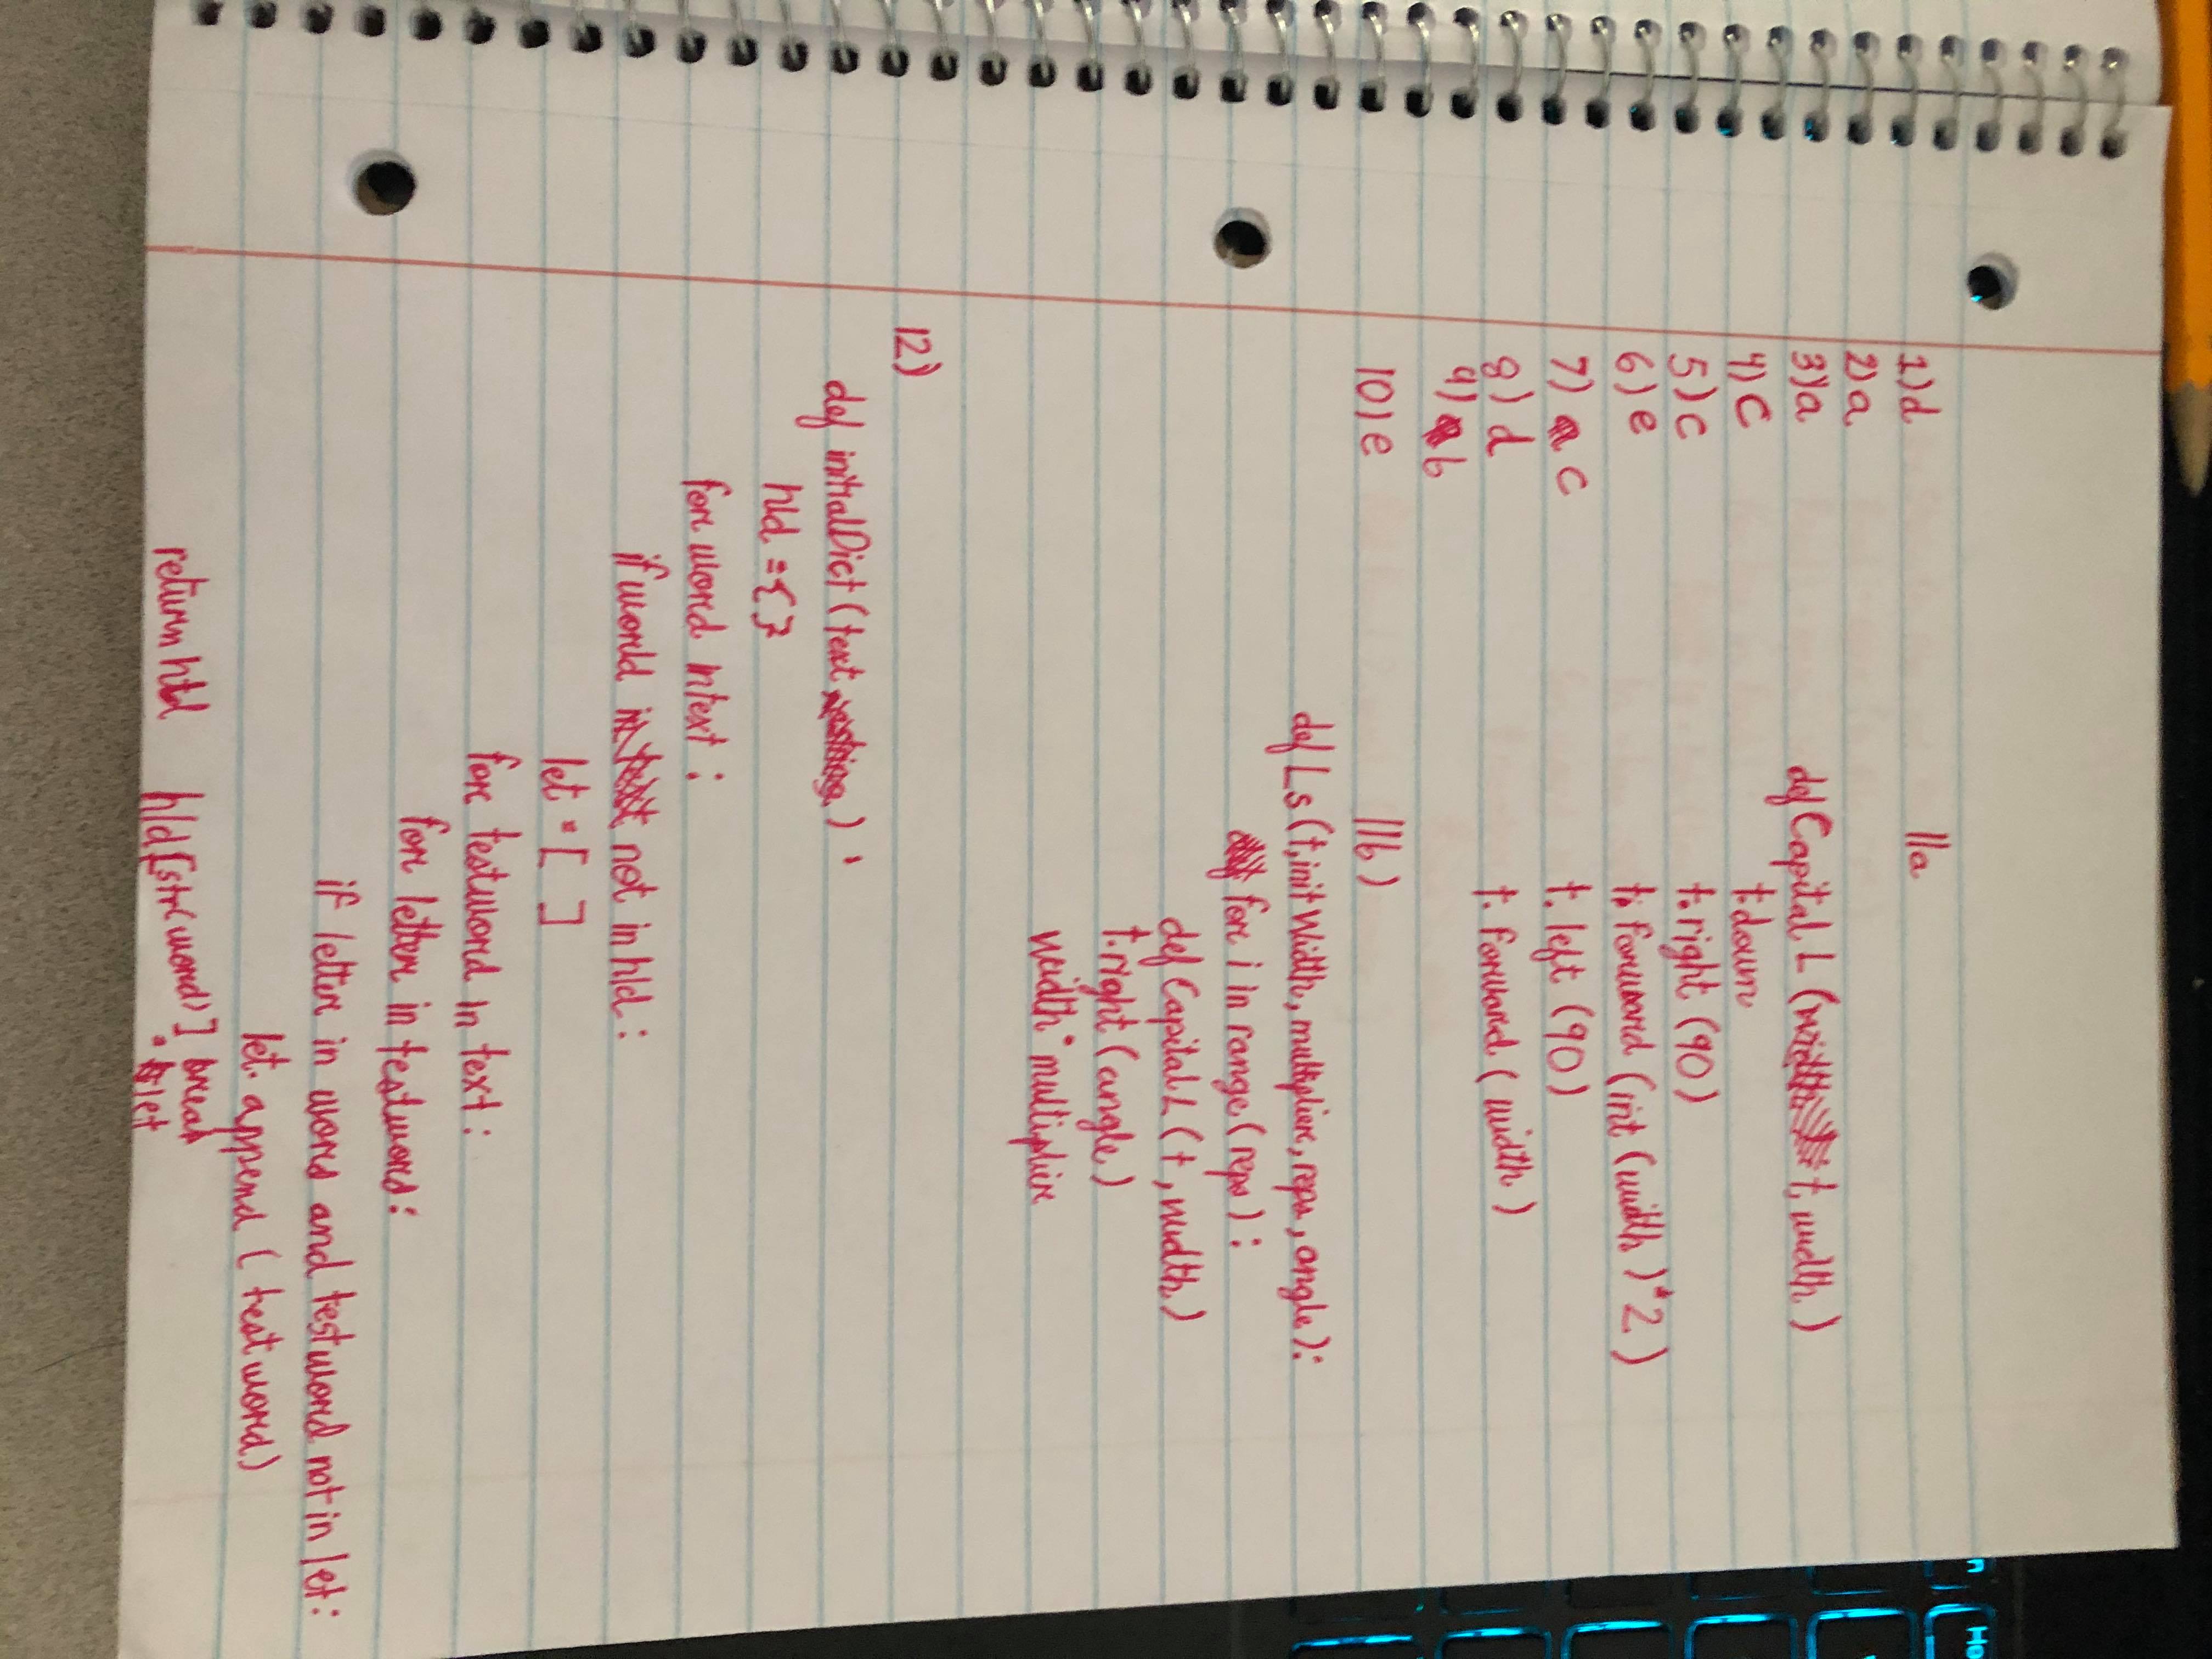 1) d
2) a
3) a
4) C
5) C
6) e
7) c
8) d
9) b
10) e
11a
def Capital L (t, width)
t.down
t.right (90)
t. forward (int (width) * 2)
t. left (90)
t. forward (width)
11b)
def Ls (t, init Width, multiplier, reps, angle):
for i in range (reps):
def Capital L (t, width)
t.right (angle)
width * multiplier
12)
def initialDict (text)
hld = { }
for word in text:
if world not in hld:
let = [ ]
for testword in text:
for letter in testword:
if letter in word and testword not in let:
let. append (testword)
break
hld [str(word)] = let
return hld
He